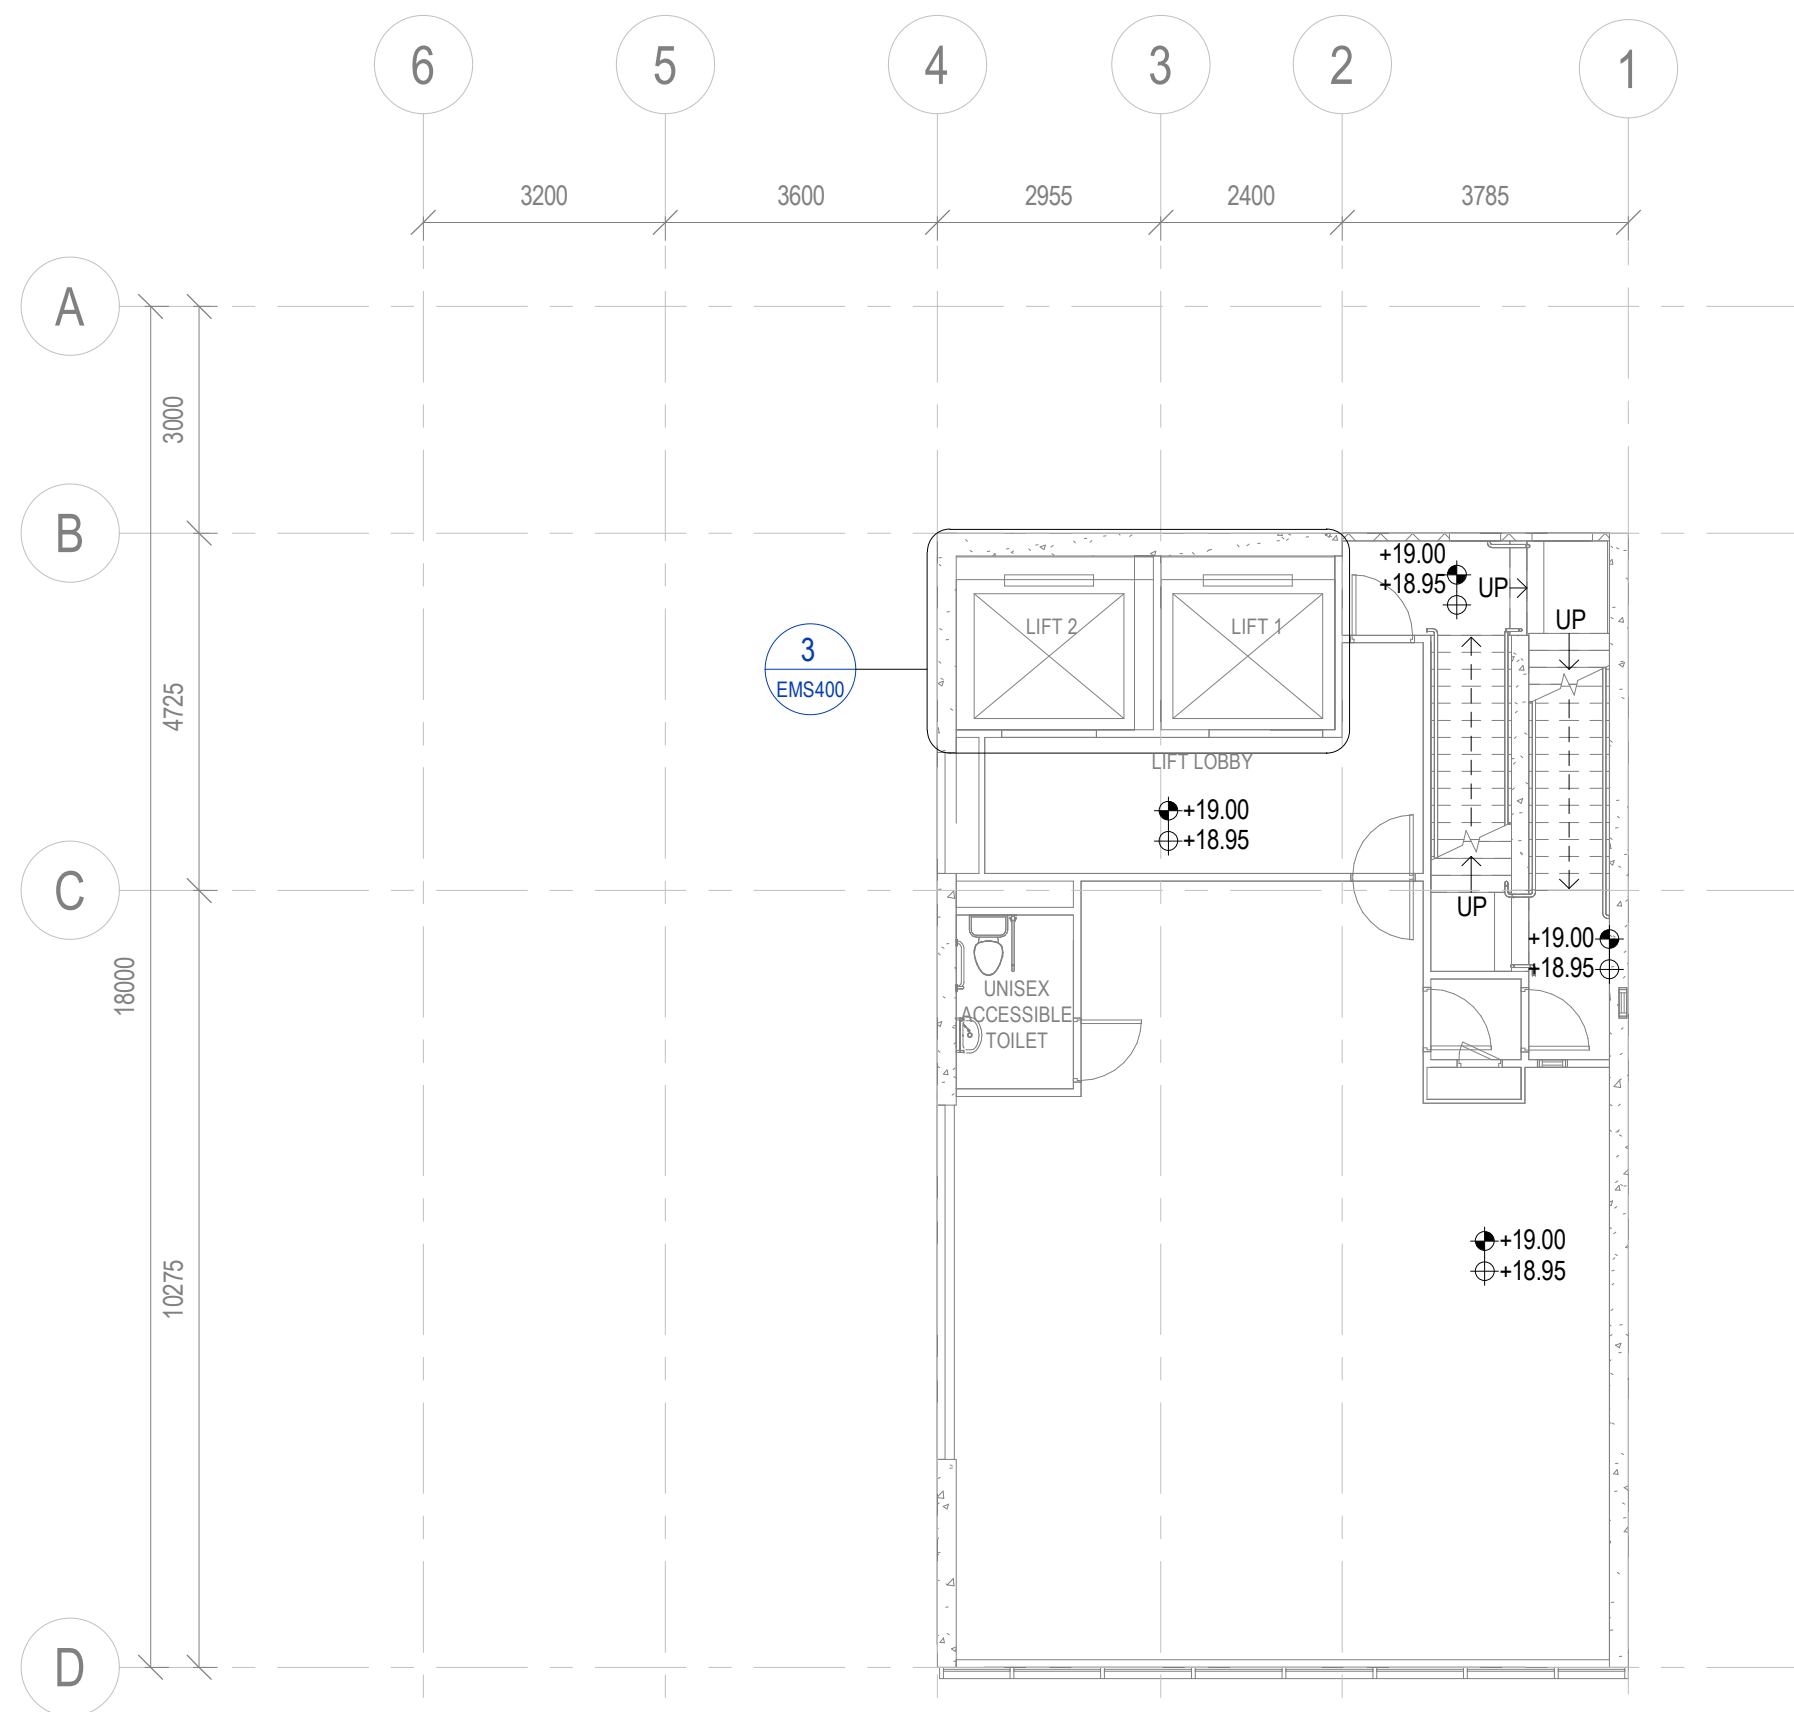 6
5
4
3
2
1
3200
3600
2955
2400
3785
A
B
C
D
3000
4725
10275
18000
+19.00
+18.95
UP
UP
LIFT 2
LIFT 1
3
EMS400
LIFT LOBBY
+19.00
+18.95
UP
+19.00
+18.95
UNISEX
ACCESSIBLE
TOILET
+19.00
+18.95